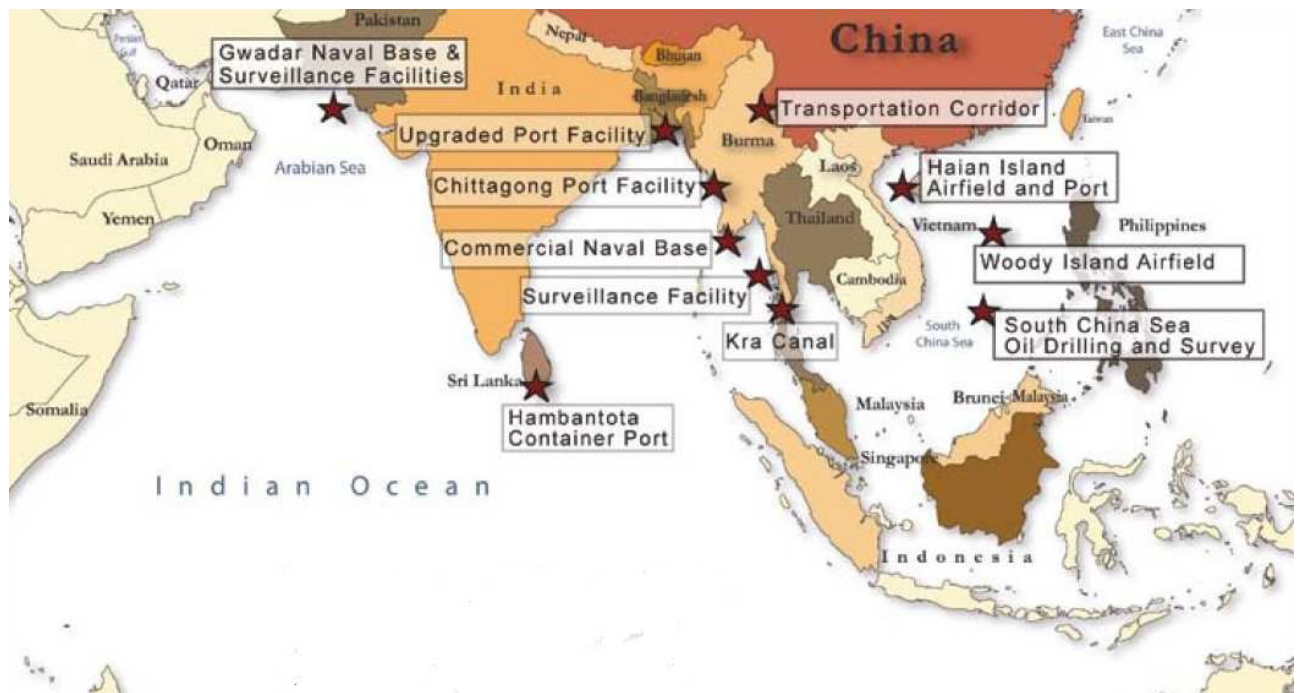 Pakistan
Persian
Gulf
Nepal
China
East China
Sea
Gwadar Naval Base &
Surveillance Facilities
Bhutan
Qatar
India
Bangladesh
Transportation Corridor
Taiwan
Upgraded Port Facility
Burma
Oman
Saudi Arabia
Arabian Sea
Laos
Haian Island
Airfield and Port
Chittagong Port Facility
Yemen
Thailand
Vietnam
Philippines
Commercial Naval Base
Woody Island Airfield
Cambodia
Surveillance Facility
South
China Sea
South China Sea
Oil Drilling and Survey
Kra Canal
Sri Lanka
Brunei
Malaysia
Malaysia
Somalia
Hambantota
Container Port
Singapore
Indian Ocean
Indonesia